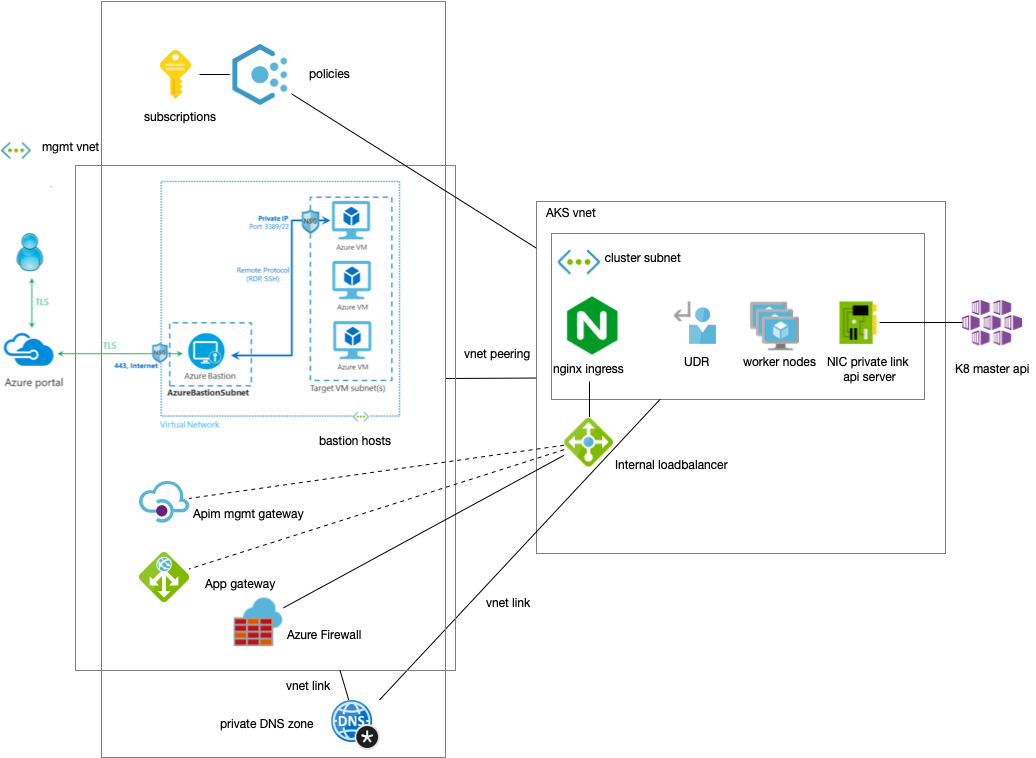 policies
subscriptions
mgmt vnet
AKS vnet
Private IP
Port: 3389/22
NSG
Azure VM
cluster subnet
Remote Protocol
(RDP, SSH)
Azure VM
TLS
TLS
NSG
443, Internet
Azure portal
Azure Bastion
AzureBastionSubnet
Azure VM
Target VM subnet(s)
Virtual Network
bastion hosts
vnet peering
N
nginx ingress
UDR
worker nodes
NIC private link
api server
K8 master api
Internal loadbalancer
Apim mgmt gateway
App gateway
Azure Firewall
vnet link
vnet link
private DNS zone
DNS